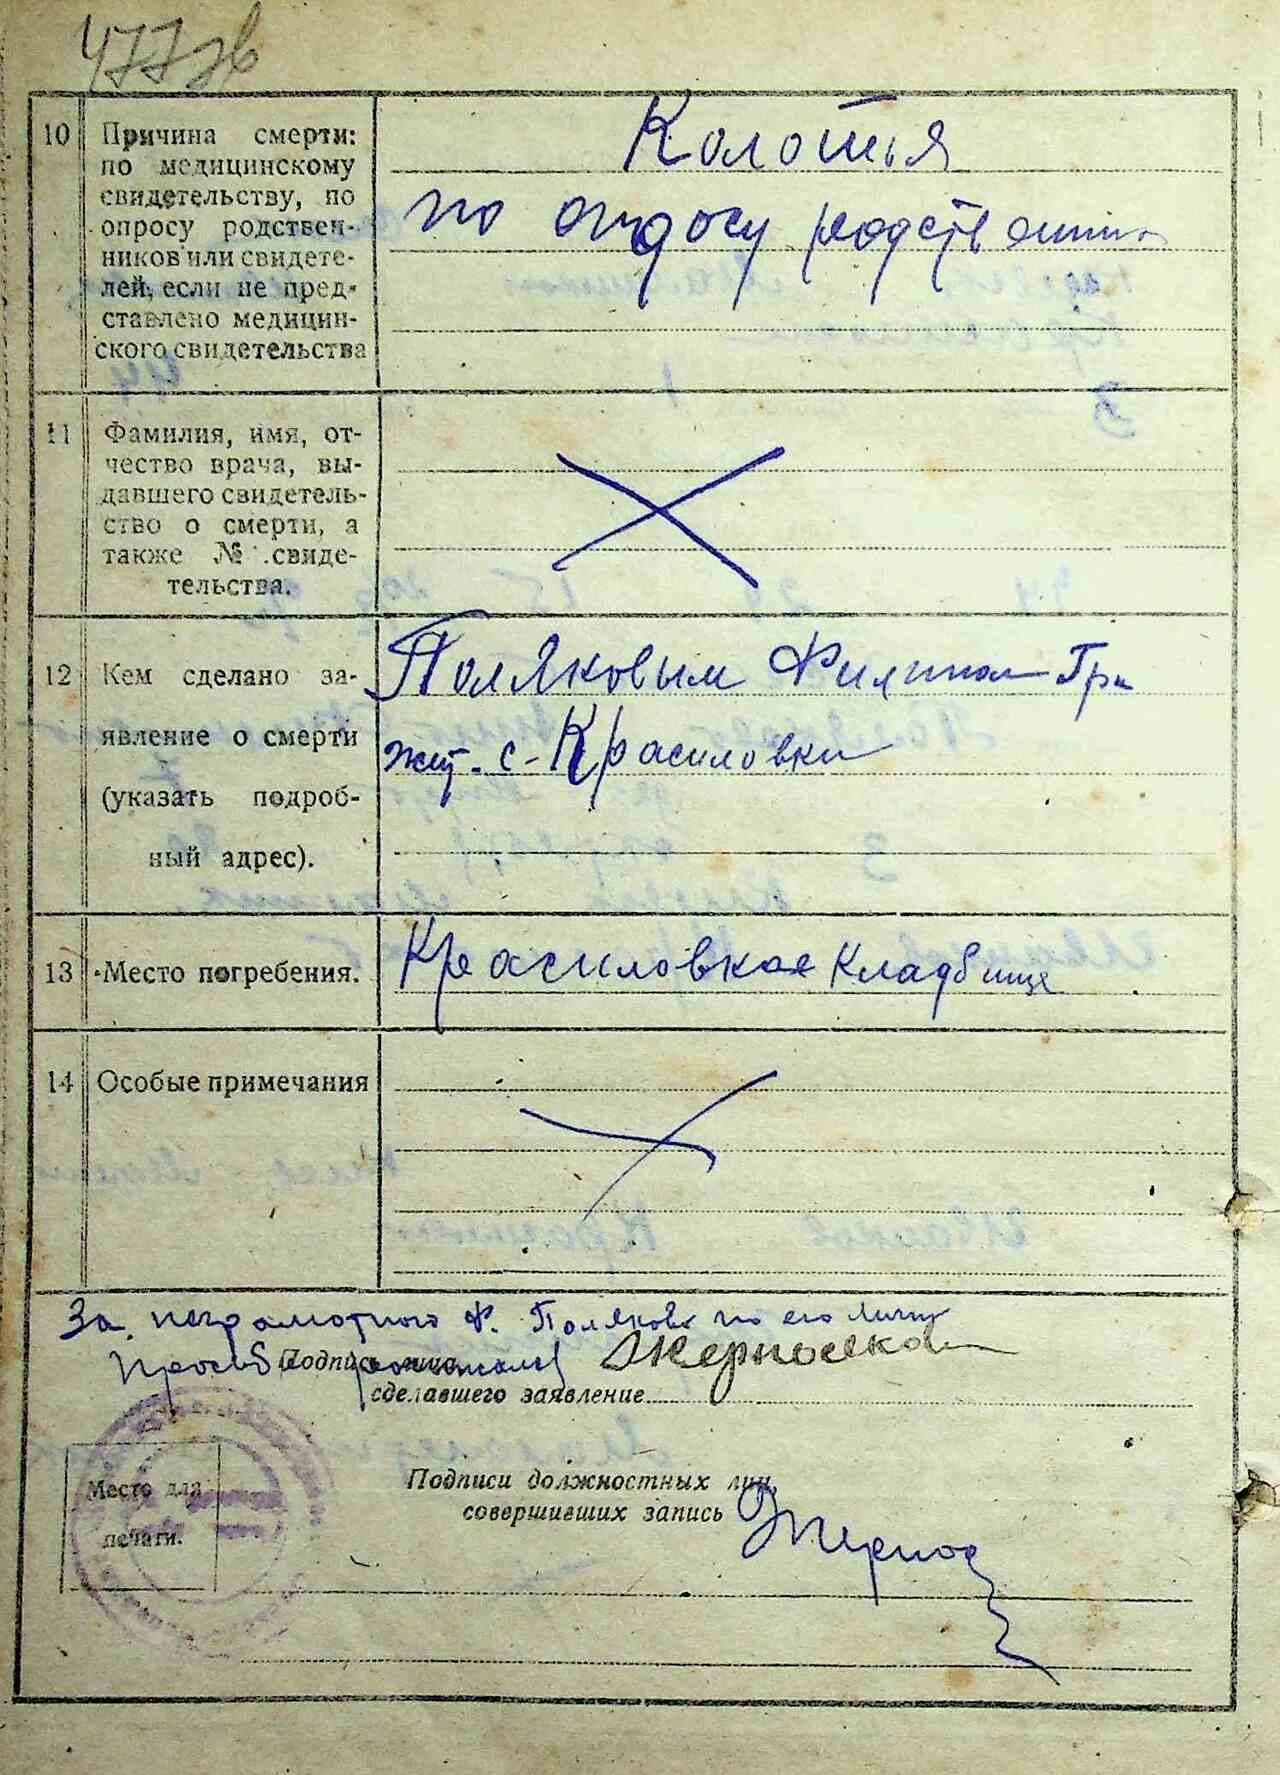 10 Причина смерти:
по медицинскому
свидетельству, по
опросу родствен-
ников или свидете-
лей, если не пред-
ставлено медицин-
ского свидетельства
Колотья
по опросу родственник
11 Фамилия, имя, от-
чество врача, вы-
давшего свидетель-
ство о смерти, а
также № свиде-
тельства.
12 Кем сделано за-
явление о смерти
(указать подроб-
ный адрес).
Поляковым Филипом Гри
жит. с-Красиловки
13 Место погребения.
Красиловкое Кладбище
14 Особые примечания
За неграмотного Ф. Полякова по его личн
просьбе
Подпись лица,
сделавшего заявление
Место для
печати.
Подписи должностных лиц,
совершивших запись